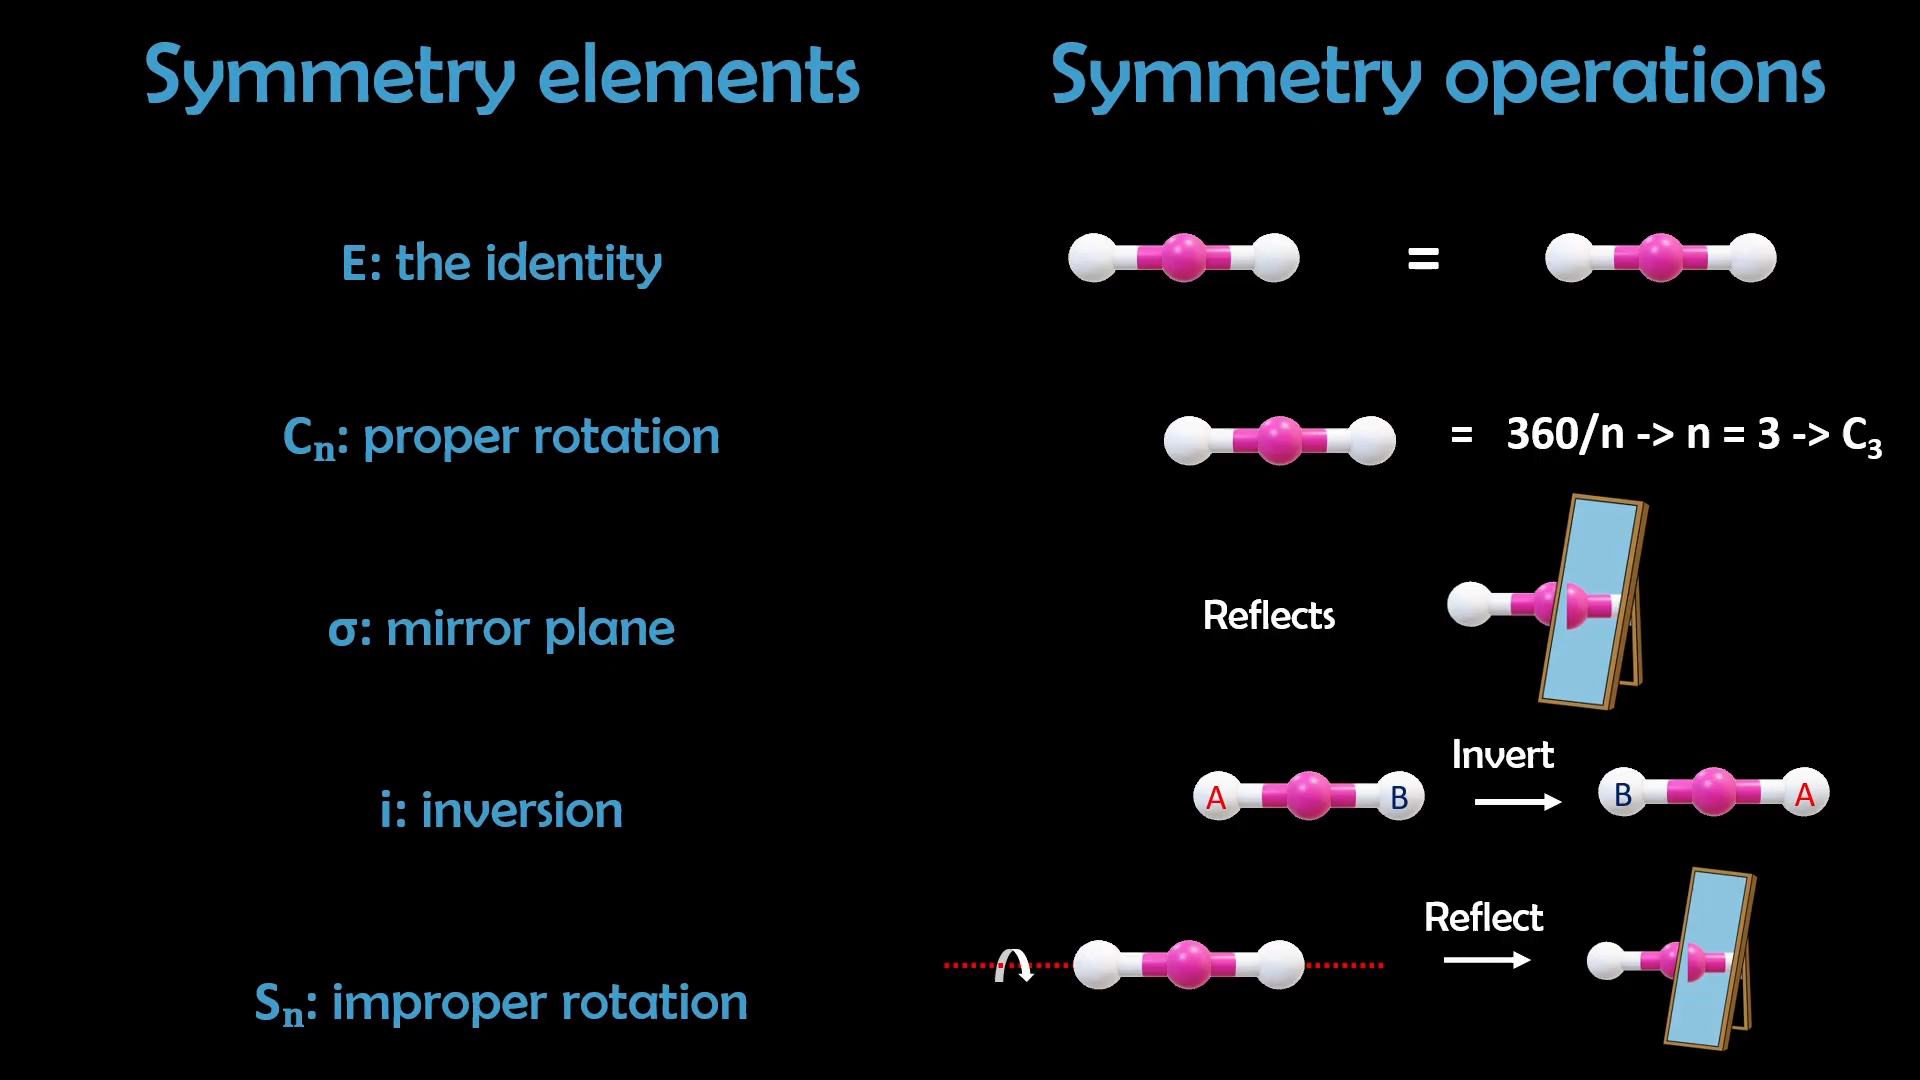 Symmetry elements
Symmetry operations
E: the identity
=
Cₙ: proper rotation
= 360/n -> n = 3 -> C₃
σ: mirror plane
Reflects
i: inversion
A B
Invert
B A
Sₙ: improper rotation
Reflect